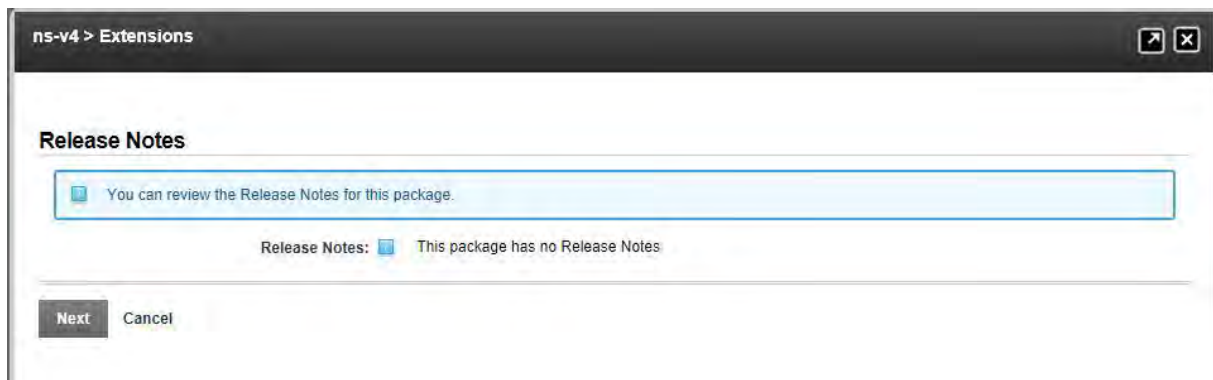 ns-v4 > Extensions
Release Notes
You can review the Release Notes for this package.
Release Notes: This package has no Release Notes
Next Cancel